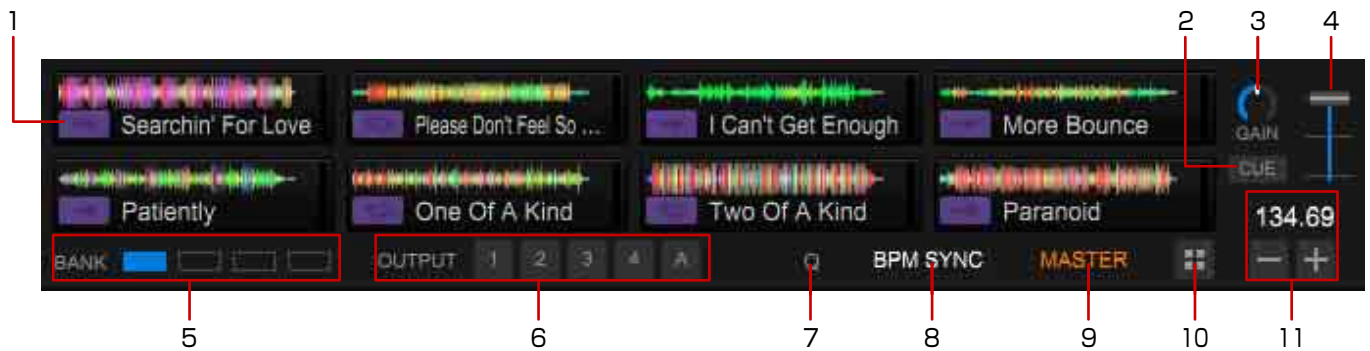 1
2
3
4
Searchin' For Love
Please Don't Feel So ...
I Can't Get Enough
More Bounce
GAIN
CUE
Patiently
One Of A Kind
Two Of A Kind
Paranoid
134.69
BANK
OUTPUT 1 2 3 4 A
Q
BPM SYNC
MASTER
− +
5
6
7
8
9
10
11